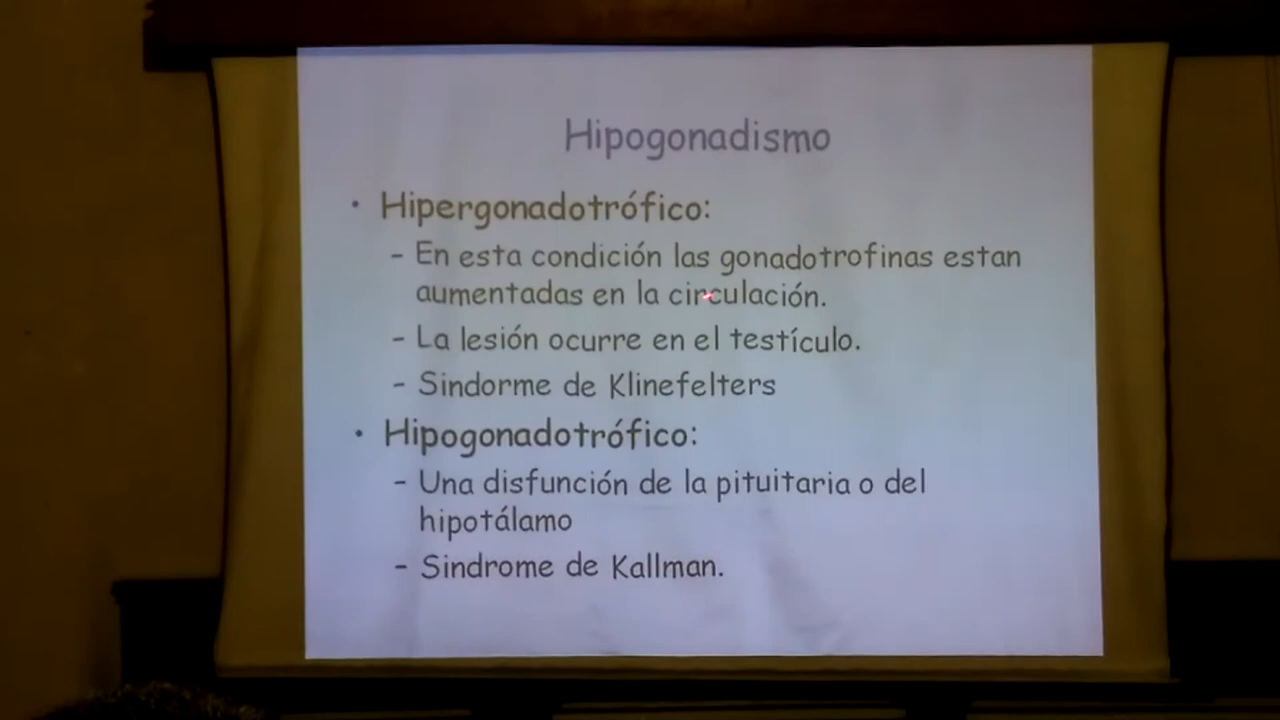 Hipogonadismo
• Hipergonadotrófico:
– En esta condición las gonadotrofinas estan
aumentadas en la circulación.
– La lesión ocurre en el testículo.
– Sindorme de Klinefelters
• Hipogonadotrófico:
– Una disfunción de la pituitaria o del
hipotálamo
– Sindrome de Kallman.